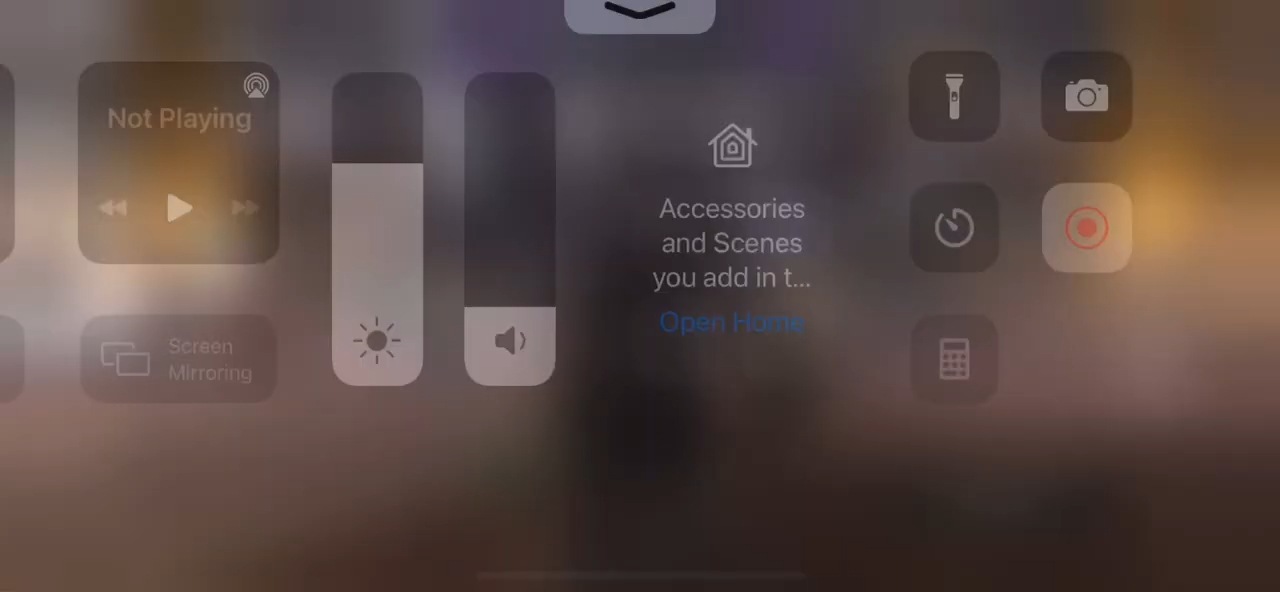 Not Playing
Screen
Mirroring
Accessories
and Scenes
you add in t...
Open Home